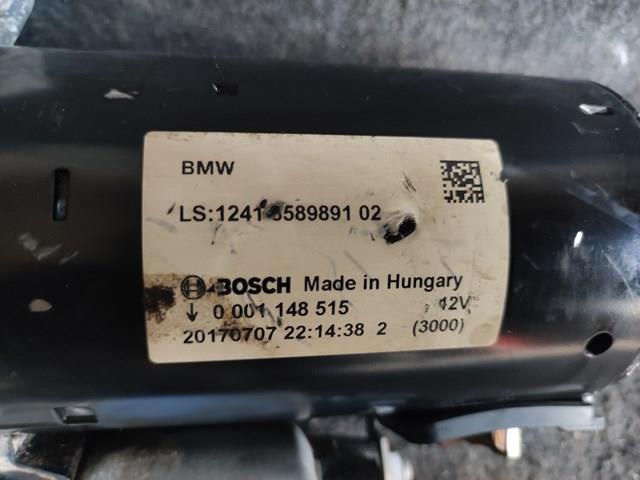 BMW
LS:1241 8589891 02
BOSCH Made in Hungary
0 001 148 515 12V
20170707 22:14:38 2 (3000)